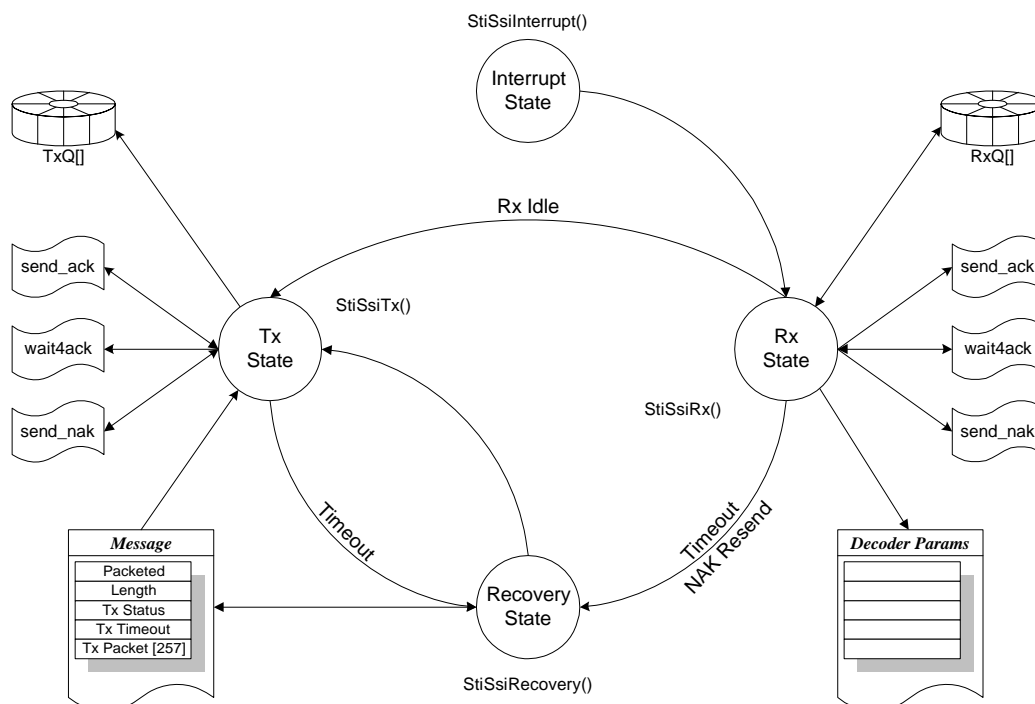 StiSsiInterrupt()
Interrupt
State
TxQ[]
RxQ[]
Rx Idle
send_ack
wait4ack
send_nak
StiSsiTx()
Tx
State
Rx
State
StiSsiRx()
send_ack
wait4ack
send_nak
Timeout
Timeout
NAK Resend
Message
Packeted
Length
Tx Status
Tx Timeout
Tx Packet [257]
Recovery
State
StiSsiRecovery()
Decoder Params